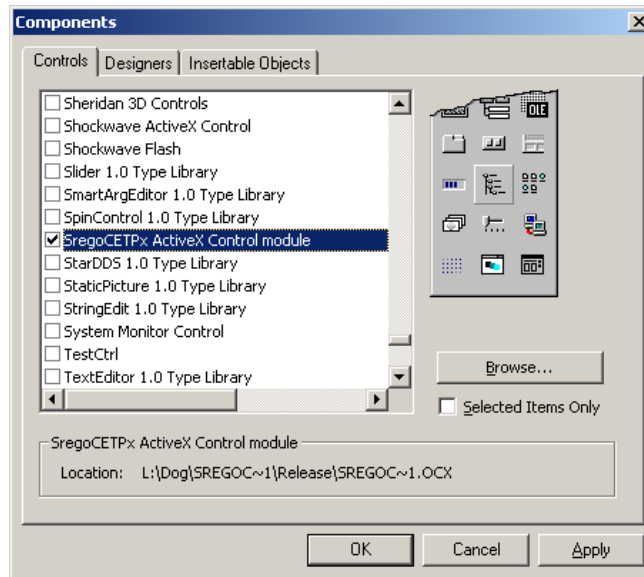 Components
Controls
Designers
Insertable Objects
Sheridan 3D Controls
Shockwave ActiveX Control
Shockwave Flash
Slider 1.0 Type Library
SmartArgEditor 1.0 Type Library
SpinControl 1.0 Type Library
SregoCETPx ActiveX Control module
StarDDS 1.0 Type Library
StaticPicture 1.0 Type Library
StringEdit 1.0 Type Library
System Monitor Control
TestCtrl
TextEditor 1.0 Type Library
OLE
Browse...
Selected Items Only
SregoCETPx ActiveX Control module
Location: L:\Dog\SREGOC~1\Release\SREGOC~1.OCX
OK
Cancel
Apply